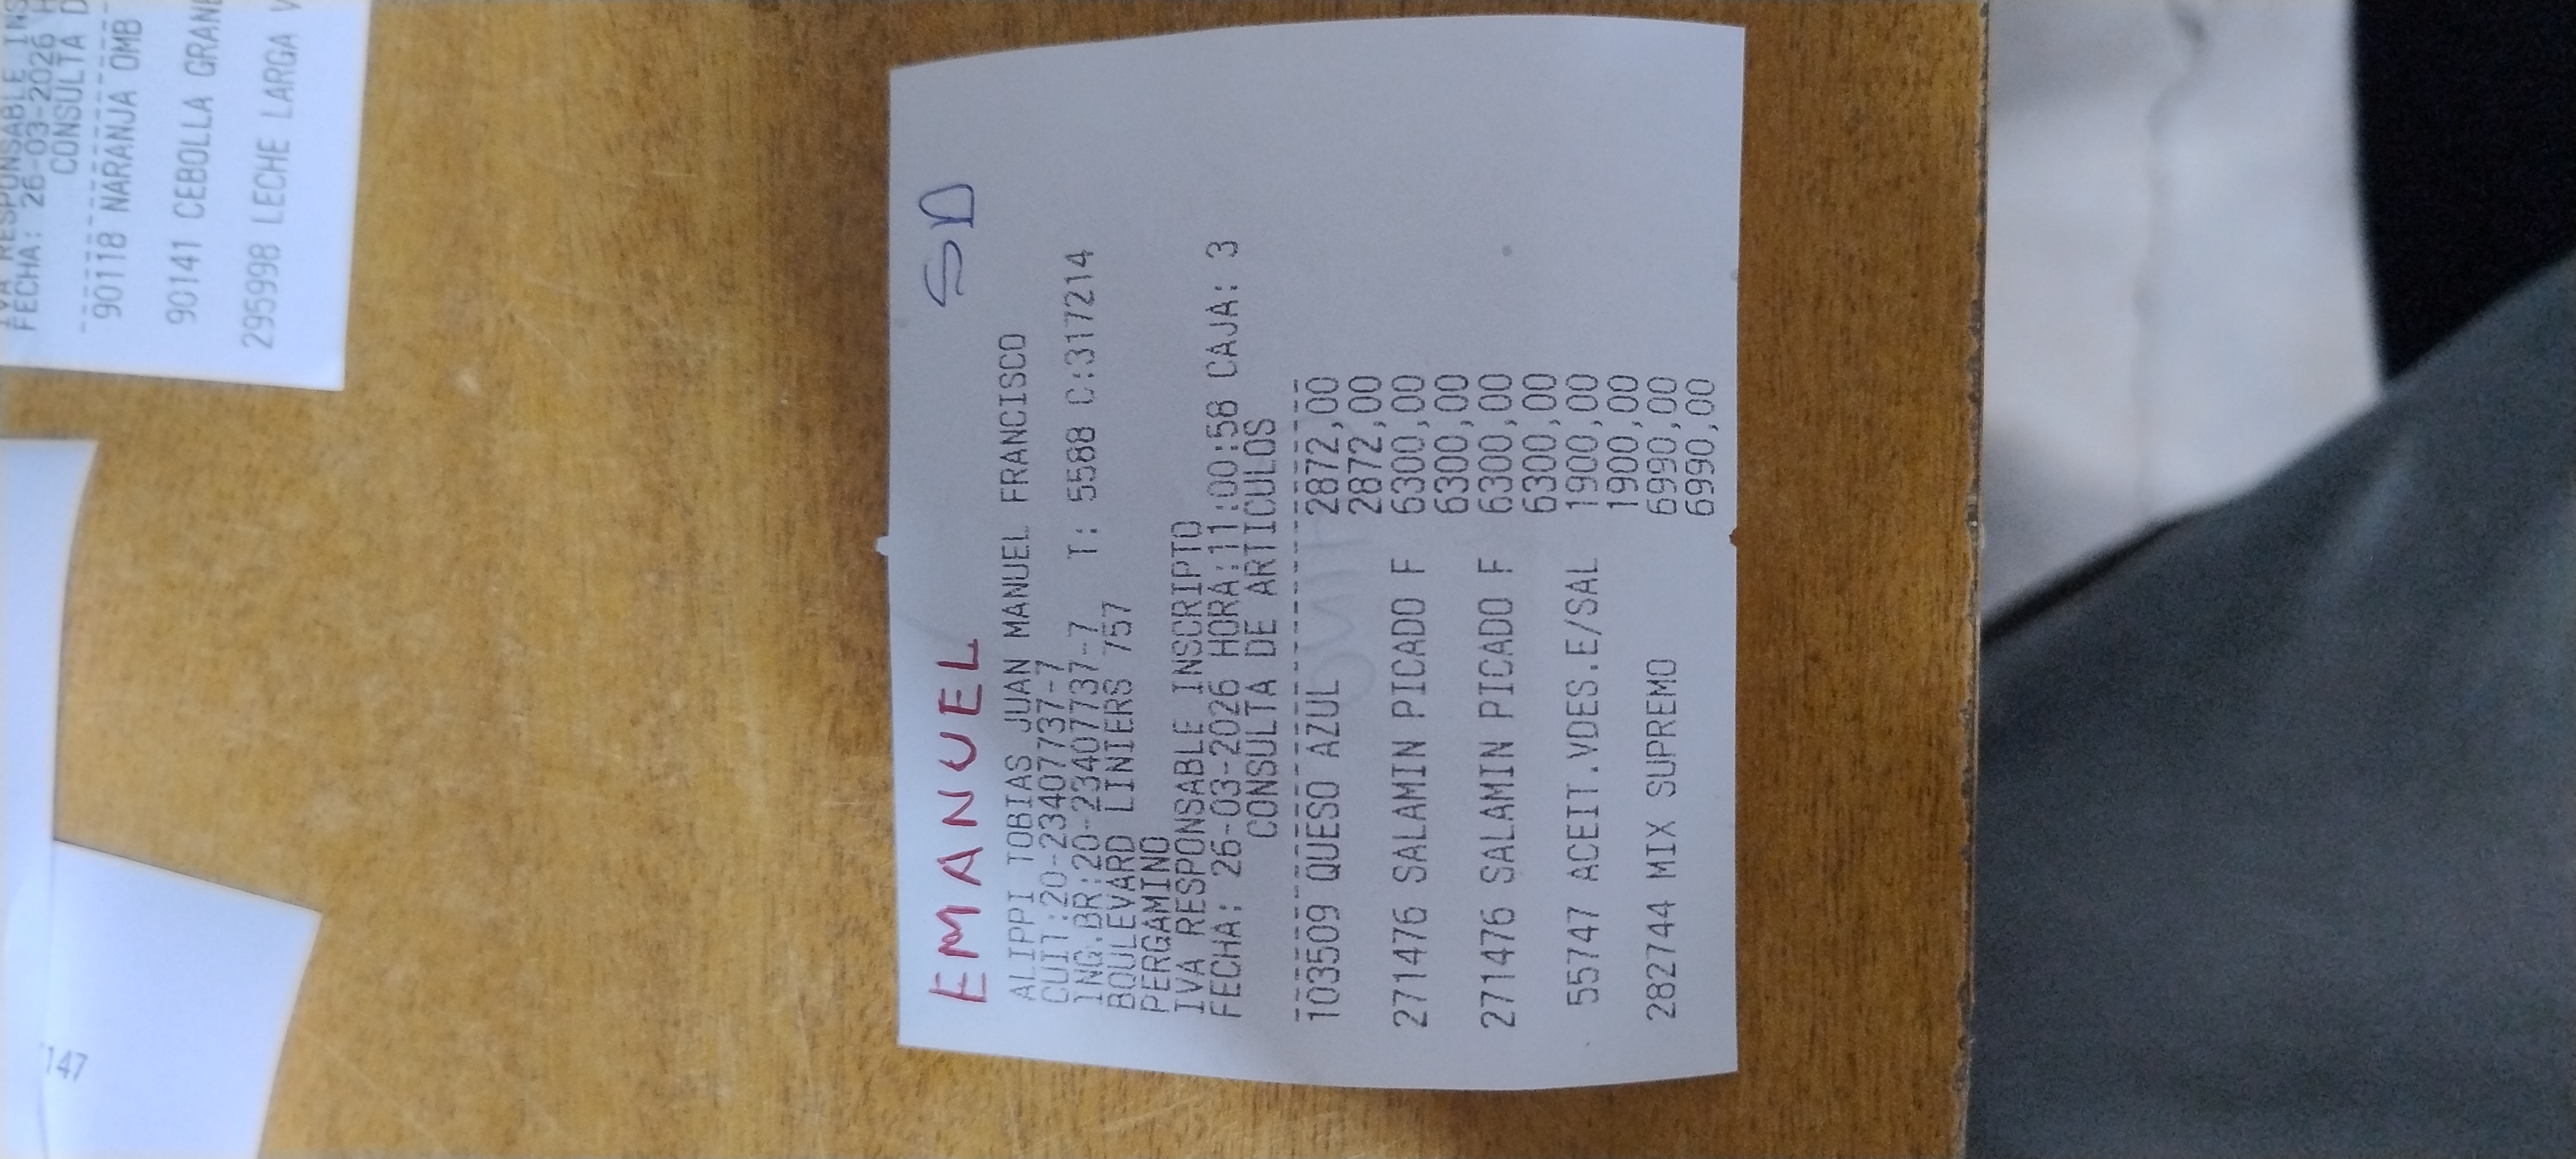 EMANUEL SD
ALIPPI TOBIAS JUAN MANUEL FRANCISCO
CUIT:20-23407737-7
ING.BR:20-23407737-7 T: 5588 C:317214
BOULEVARD LINIERS 757
PERGAMINO
IVA RESPONSABLE INSCRIPTO
FECHA: 26-03-2026 HORA:11:00:58 CAJA: 3
CONSULTA DE ARTICULOS
103509 QUESO AZUL 2872,00
2872,00
271476 SALAMIN PICADO F 6300,00
6300,00
271476 SALAMIN PICADO F 6300,00
6300,00
55747 ACEIT.VDES.E/SAL 1900,00
1900,00
282744 MIX SUPREMO 6990,00
6990,00
IVA RESPONSABLE INS
FECHA: 26-03-2026 H
CONSULTA D
90118 NARANJA OMB
90141 CEBOLLA GRAN
295998 LECHE LARGA V
147